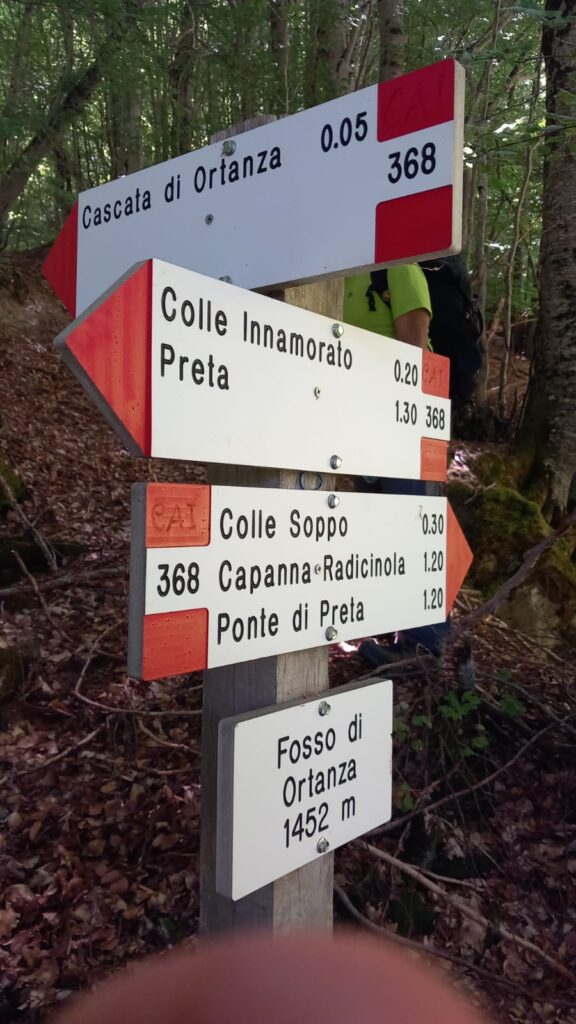 Cascata di Ortanza 0.05
CAI
368
Colle Innamorato 0.20 CAI
Preta 1.30 368
CAI Colle Soppo 0.30
368 Capanna Radicinola 1.20
Ponte di Preta 1.20
Fosso di
Ortanza
1452 m